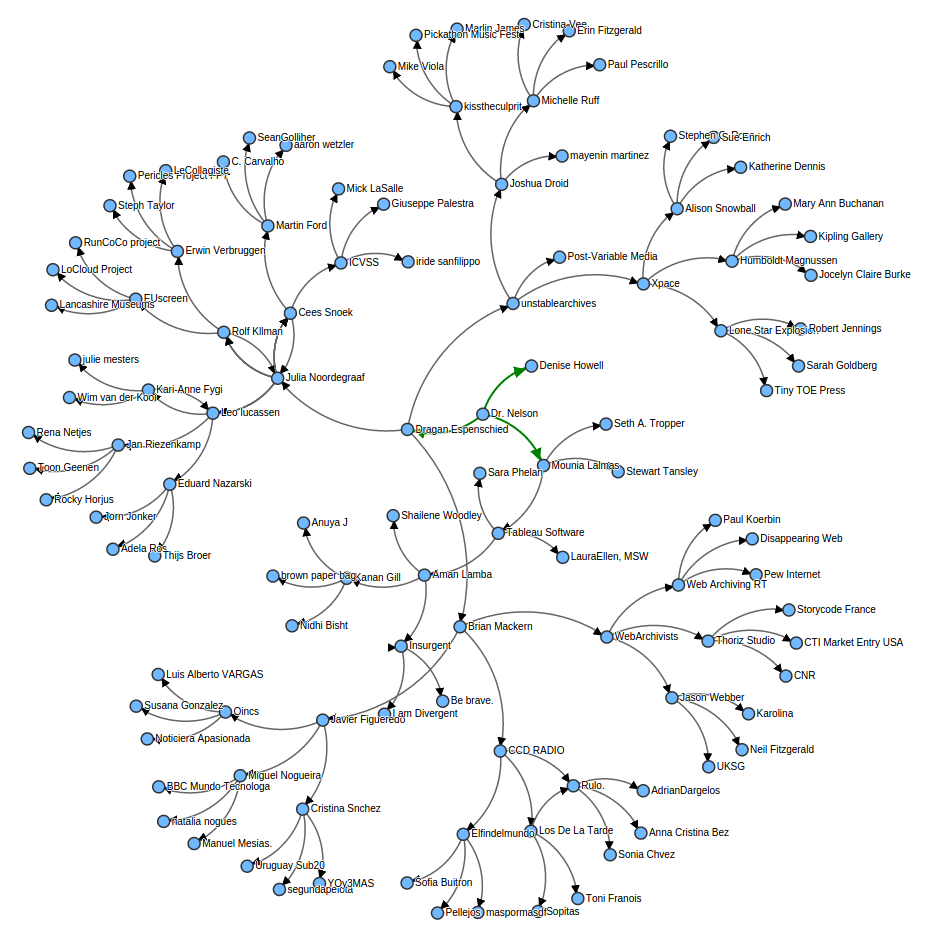 Cristina Vee
Marlin James
Erin Fitzgerald
Pickathon Music Fest
Mike Viola
Paul Pescrillo
Michelle Ruff
kisstheculprit
Sue Enrich
SeanGolliher
aaron wetzler
mayenin martinez
C. Carvalho
Katherine Dennis
LeCollagiste
Pericles Project
Joshua Droid
Mick LaSalle
Giuseppe Palestra
Mary Ann Buchanan
Steph Taylor
Alison Snowball
Martin Ford
Kipling Gallery
RunCoCo project
Erwin Verbruggen
Post-Variable Media
Humboldt Magnussen
ICVSS
iride sanfilippo
LoCloud Project
Jocelyn Claire Burke
Xpace
EUscreen
Lancashire Museums
unstablearchives
Cees Snoek
Robert Jennings
Lone Star
Rolf Kllman
julie mesters
Denise Howell
Sarah Goldberg
Julia Noordegraaf
Kari-Anne Fygi
Tiny TOE Press
Wim van der Kooi
Leo lucassen
Dr. Nelson
Seth A. Tropper
Dragan Espenschied
Rena Netjes
Jan Riezenkamp
Mounia Lalmas
Toon Geenen
Sara Phelan
Stewart Tansley
Eduard Nazarski
Rocky Horjus
Jorn Jonker
Shailene Woodley
Paul Koerbin
Anuya J
Tableau Software
Disappearing Web
Adela Ros
Thijs Broer
LauraEllen, MSW
Pew Internet
Aman Lamba
brown paper bag
Kanan Gill
Web Archiving RT
Storycode France
Nidhi Bisht
Brian Mackern
WebArchivists
Thoriz Studio
CTI Market Entry USA
Insurgent
Luis Alberto VARGAS
CNR
Jason Webber
Be brave.
Susana Gonzalez
Oincs
I am Divergent
Karolina
Javier Figueredo
Noticiera Apasionada
Neil Fitzgerald
CCD RADIO
UKSG
Miguel Nogueira
BBC Mundo Tecnologa
Rulo.
AdrianDargelos
Cristina Snchez
natalia nogues
Los De La Tarde
Elfindelmundo
Anna Cristina Bez
Manuel Mesias.
Sonia Chvez
Uruguay Sub20
Sofia Buitron
YOy3MAS
segundapelota
Toni Franois
Pellejos
maspormasdf
Sopitas